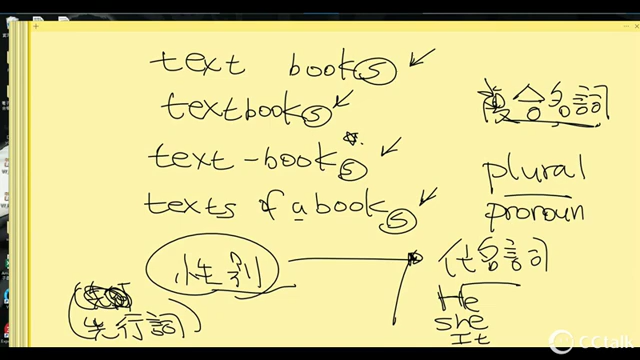 text books
textbooks
text-books
texts of a books
複合名詞
plural
pronoun
性別
代名詞
先行詞
He
she
It
CCtalk